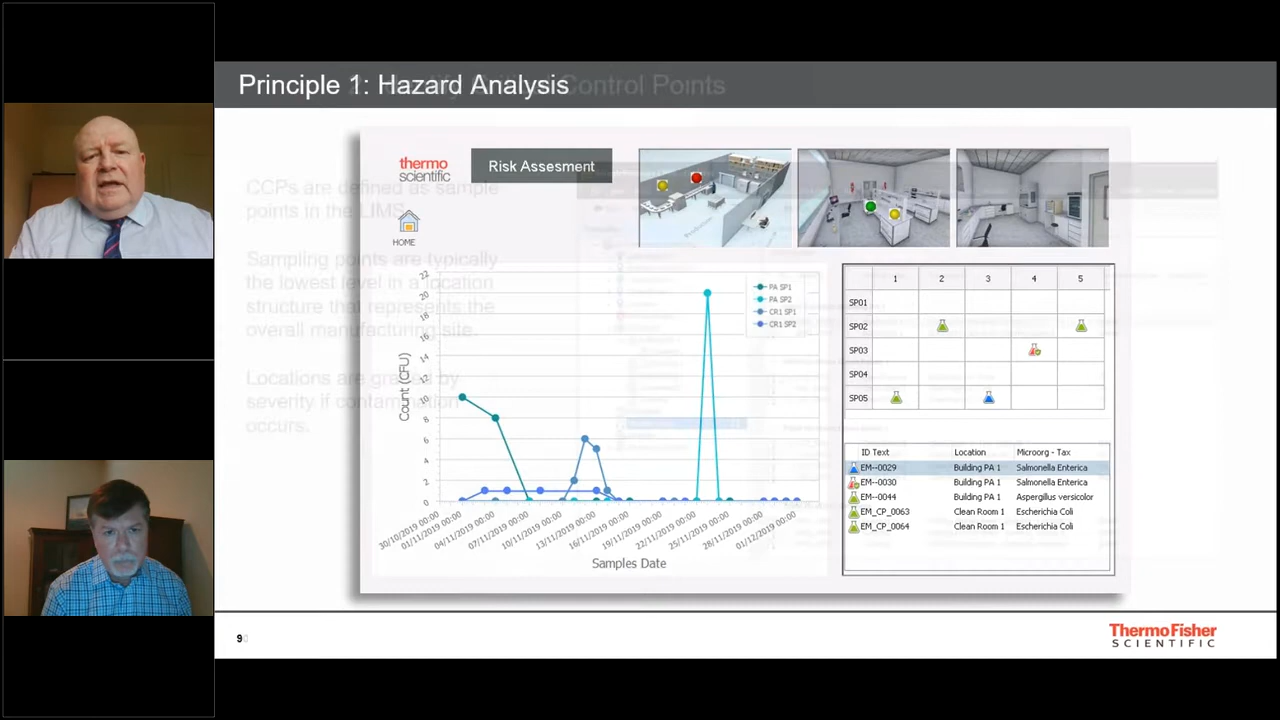 Principle 1: Hazard Analysis
Control Points
CCPs are defined as sample
points in the LIMS
Sampling points are typically
the lowest level in a location
structure that represents the
overall manufacturing site.
Locations are graded by
severity if contamination
occurs.
thermo
scientific
Risk Assesment
HOME
22
20
18
16
14
12
10
8
6
4
2
0
Count (CFU)
PA SP1
PA SP2
CR1 SP1
CR1 SP2
30/10/2019 00:00
01/11/2019 00:00
04/11/2019 00:00
07/11/2019 00:00
10/11/2019 00:00
13/11/2019 00:00
16/11/2019 00:00
19/11/2019 00:00
22/11/2019 00:00
25/11/2019 00:00
28/11/2019 00:00
01/12/2019 00:00
Samples Date
1 2 3 4 5
SP01
SP02
SP03
SP04
SP05
ID Text Location Microorg - Tax
EM--0029 Building PA 1 Salmonella Enterica
EM--0030 Building PA 1 Salmonella Enterica
EM--0044 Building PA 1 Aspergillus versicolor
EM_CP_0063 Clean Room 1 Escherichia Coli
EM_CP_0064 Clean Room 1 Escherichia Coli
9
ThermoFisher
SCIENTIFIC